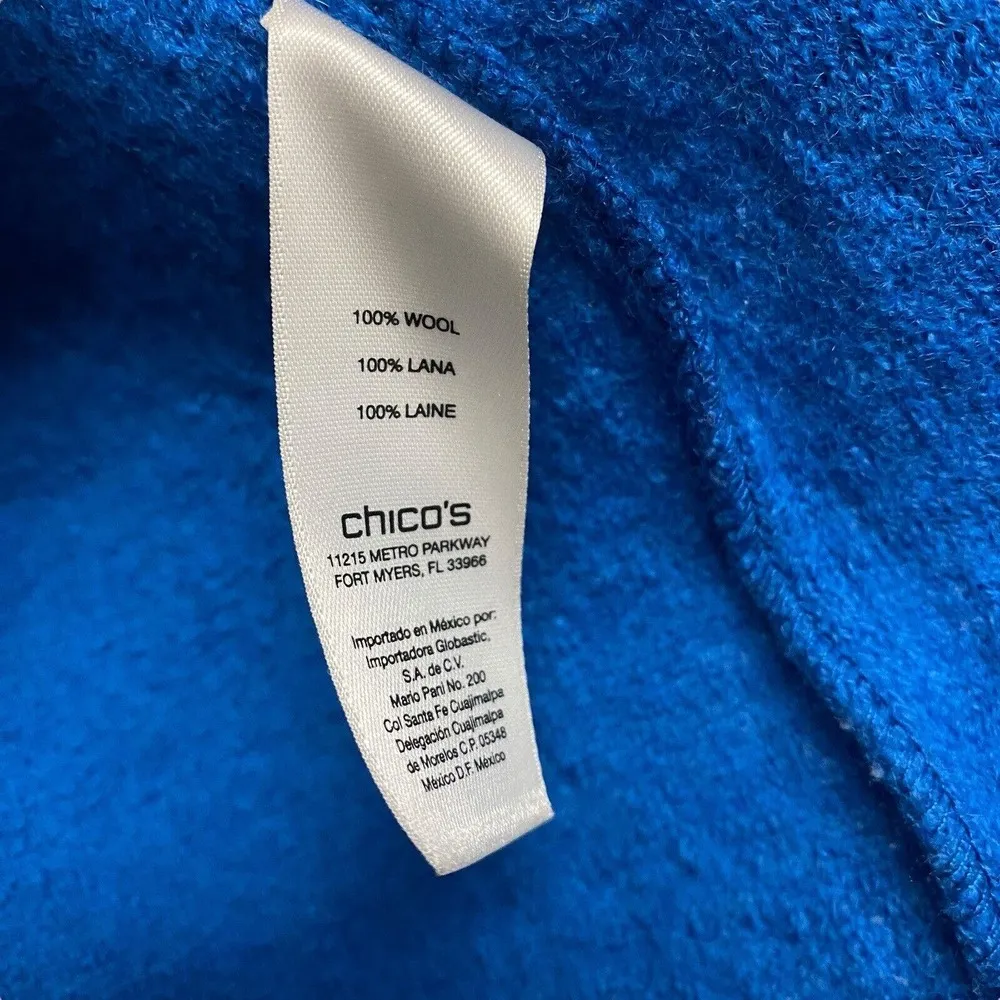 100% WOOL
100% LANA
100% LAINE
chico's
11215 METRO PARKWAY
FORT MYERS, FL 33966
Importado en México por:
Importadora Globastic,
S.A. de C.V.
Mario Pani No. 200
Col Santa Fe Cuajimalpa
Delegación Cuajimalpa
de Morelos C.P. 05348
México D.F. México